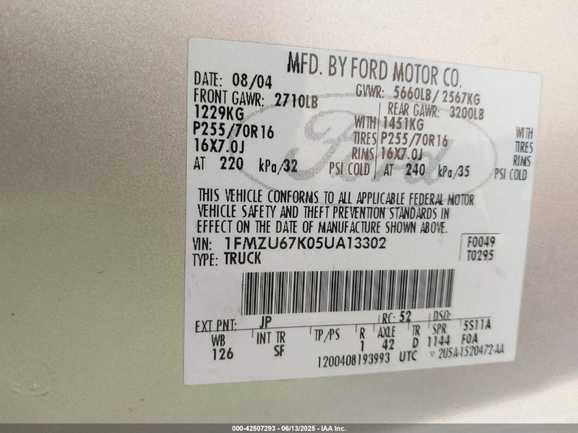 MFD. BY FORD MOTOR CO.
DATE: 08/04 GVWR: 5660LB/ 2567KG
FRONT GAWR: 2710LB REAR GAWR: 3200LB
1229KG WITH 1451KG WITH
P255/70R16 TIRES P255/70R16 TIRES
16X7.0J RIMS 16X7.0J RIMS
AT 220 kPa/32 PSI COLD AT 240 kPa/35 PSI COLD
THIS VEHICLE CONFORMS TO ALL APPLICABLE FEDERAL MOTOR
VEHICLE SAFETY AND THEFT PREVENTION STANDARDS IN
EFFECT ON THE DATE OF MANUFACTURE SHOWN ABOVE.
VIN: 1FMZU67K05UA13302 F0049
TYPE: TRUCK T0295
EXT PNT: JP RC: 52 DSO:
WB INT TR TP/PS R AXLE TR SPR 5S11A
126 SF 1 42 D 1144 F0A
1200408193993 UTC 2U5A-1520472-AA
Ford
000-42507293 - 06/13/2025 - IAA Inc.